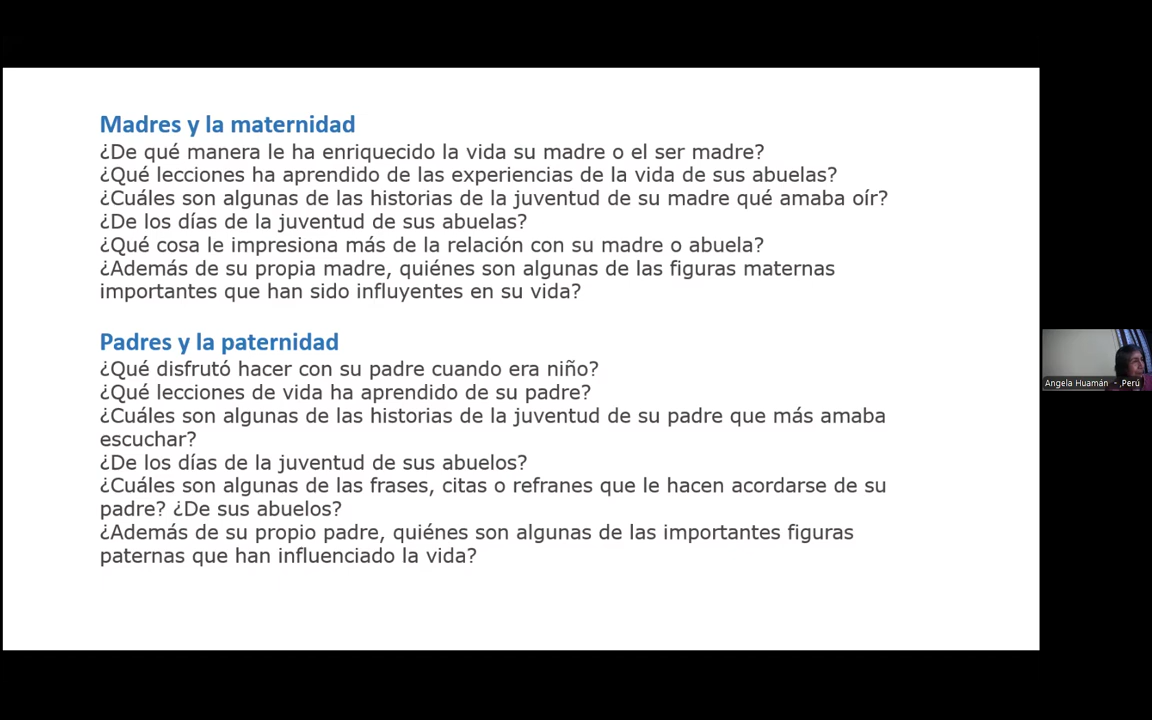 Madres y la maternidad
¿De qué manera le ha enriquecido la vida su madre o el ser madre?
¿Qué lecciones ha aprendido de las experiencias de la vida de sus abuelas?
¿Cuáles son algunas de las historias de la juventud de su madre qué amaba oír?
¿De los días de la juventud de sus abuelas?
¿Qué cosa le impresiona más de la relación con su madre o abuela?
¿Además de su propia madre, quiénes son algunas de las figuras maternas
importantes que han sido influyentes en su vida?
Padres y la paternidad
¿Qué disfrutó hacer con su padre cuando era niño?
¿Qué lecciones de vida ha aprendido de su padre?
¿Cuáles son algunas de las historias de la juventud de su padre que más amaba
escuchar?
¿De los días de la juventud de sus abuelos?
¿Cuáles son algunas de las frases, citas o refranes que le hacen acordarse de su
padre? ¿De sus abuelos?
¿Además de su propio padre, quiénes son algunas de las importantes figuras
paternas que han influenciado la vida?
Angela Huamán - ,Perú